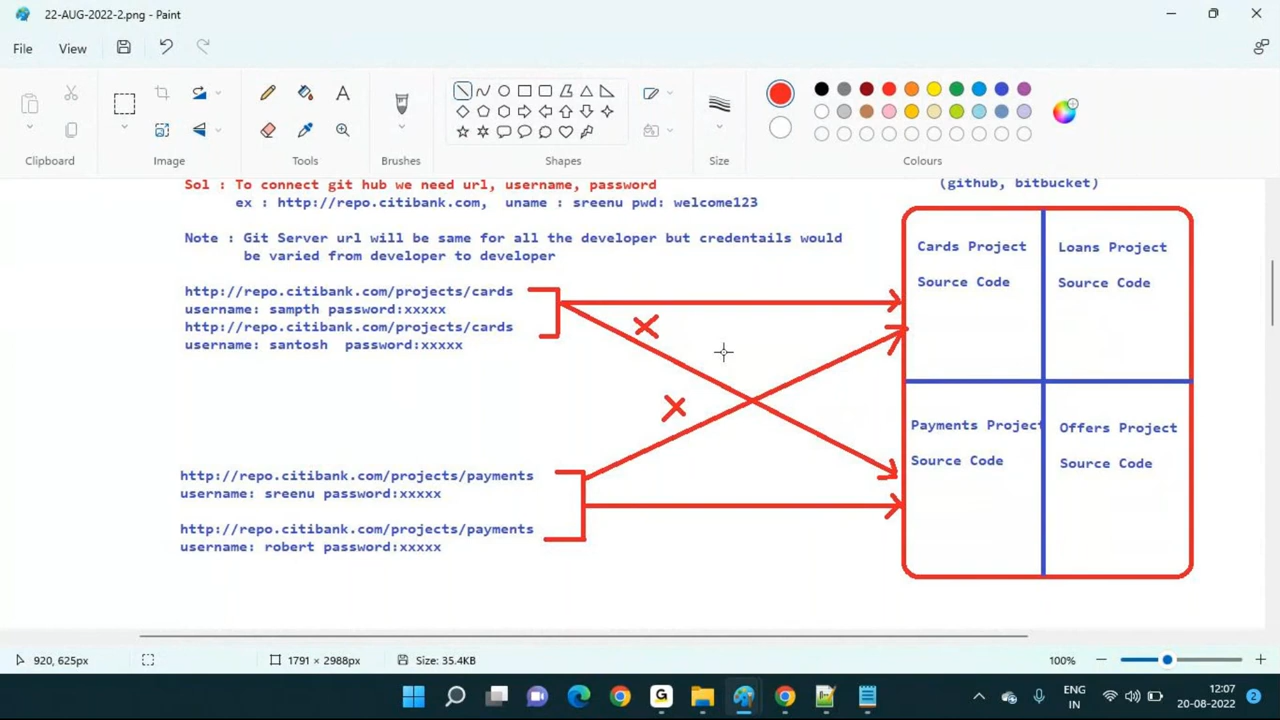 22-AUG-2022-2.png - Paint
File View
Clipboard Image Tools Brushes Shapes Size Colours
Sol : To connect git hub we need url, username, password
ex : http://repo.citibank.com, uname : sreenu pwd: welcome123
(github, bitbucket)
Note : Git Server url will be same for all the developer but credentails would
be varied from developer to developer
http://repo.citibank.com/projects/cards
username: sampth password:xxxxx
http://repo.citibank.com/projects/cards
username: santosh password:xxxxx
http://repo.citibank.com/projects/payments
username: sreenu password:xxxxx
http://repo.citibank.com/projects/payments
username: robert password:xxxxx
Cards Project
Source Code
Loans Project
Source Code
Payments Project
Source Code
Offers Project
Source Code
920, 625px 1791 × 2988px Size: 35.4KB 100%
ENG
IN
12:07
20-08-2022
2